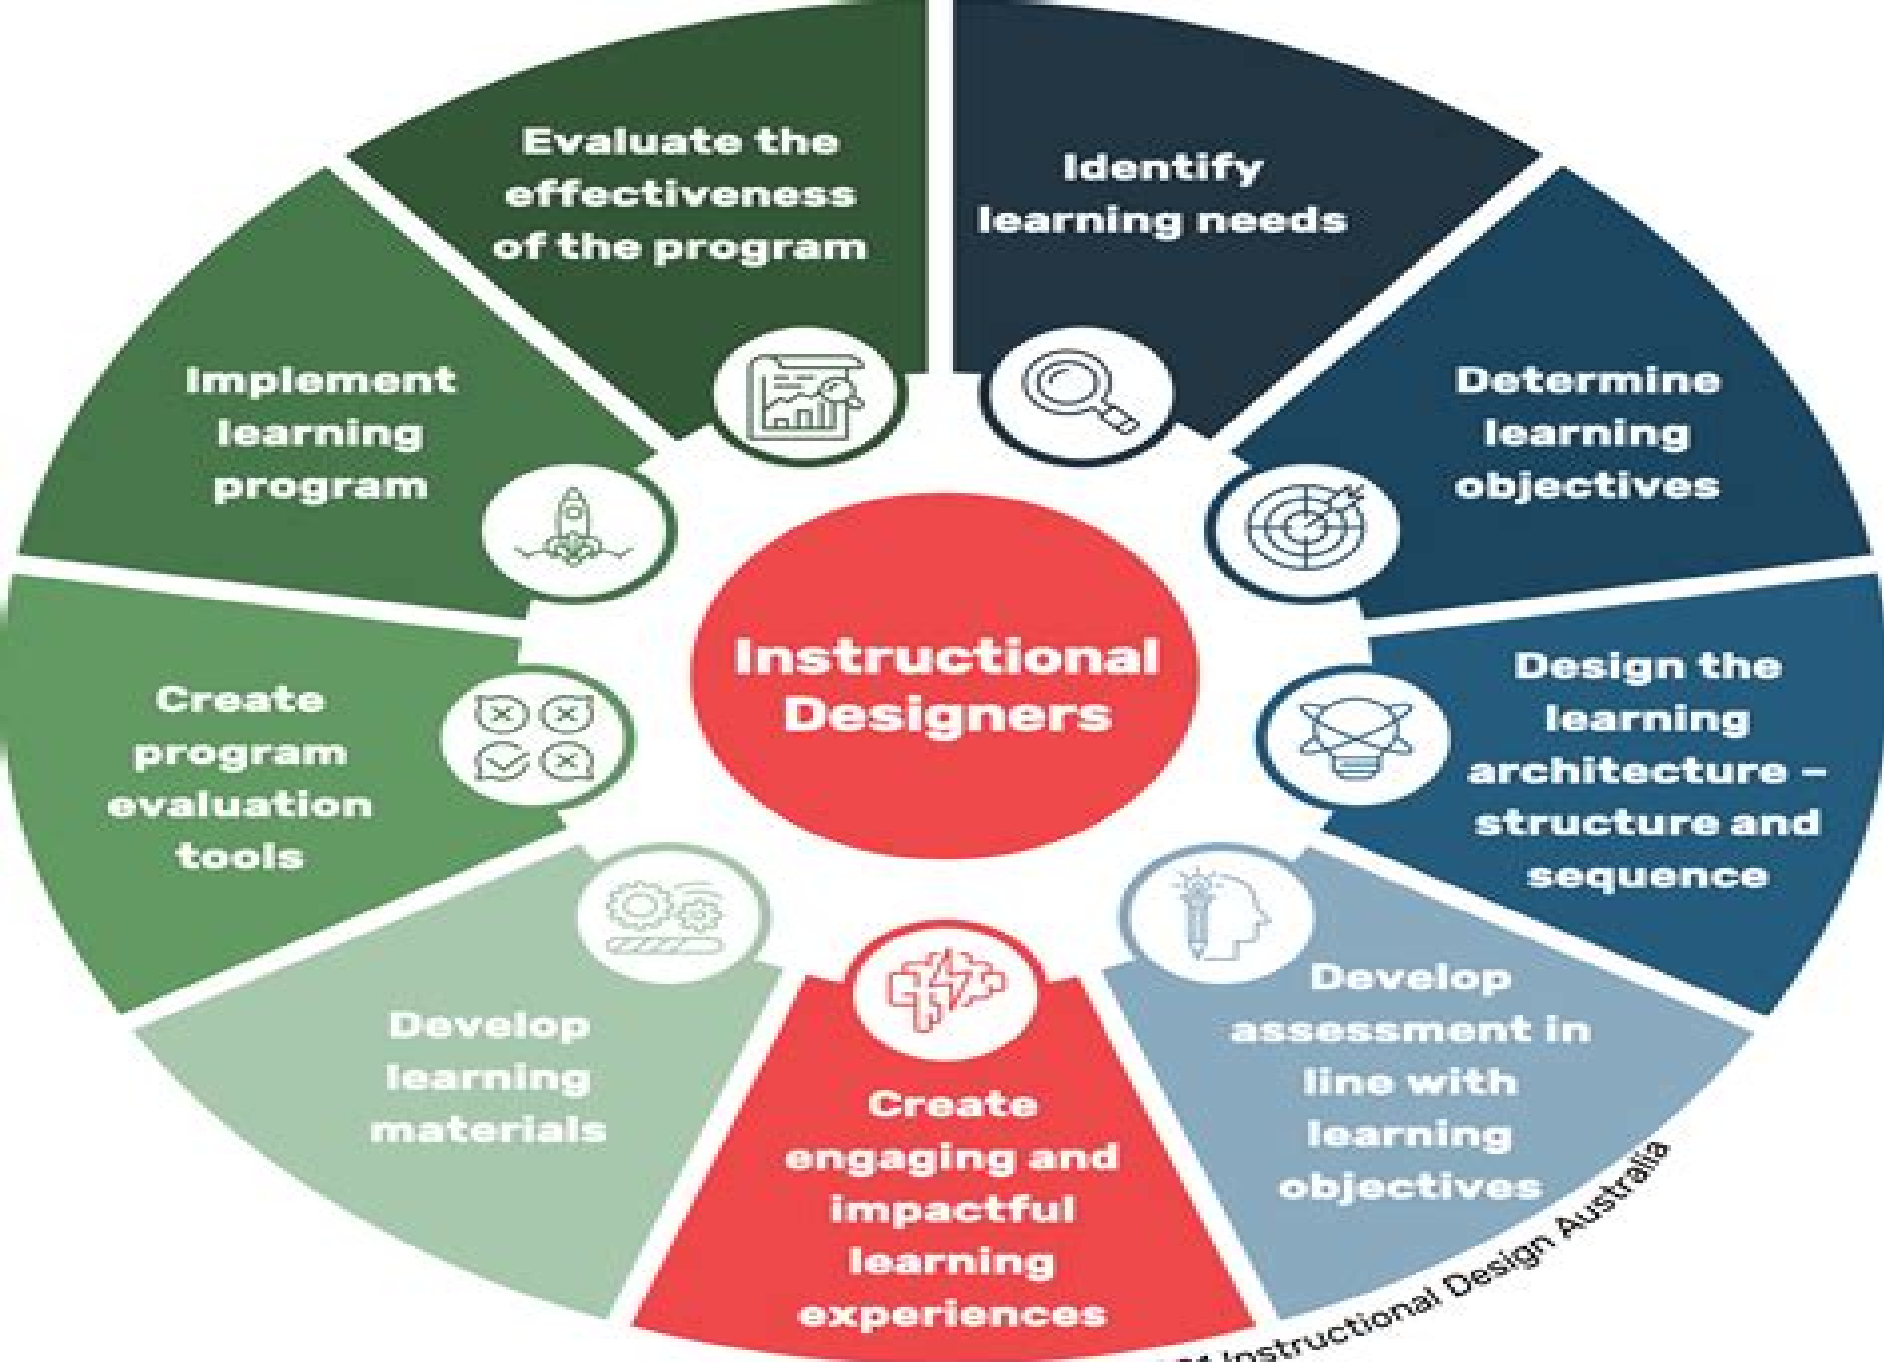 Instructional
Designers
Identify
learning needs
Determine
learning
objectives
Design the
learning
architecture –
structure and
sequence
Develop
assessment in
line with
learning
objectives
Create
engaging and
impactful
learning
experiences
Develop
learning
materials
Create
program
evaluation
tools
Implement
learning
program
Evaluate the
effectiveness
of the program
Instructional Design Australia